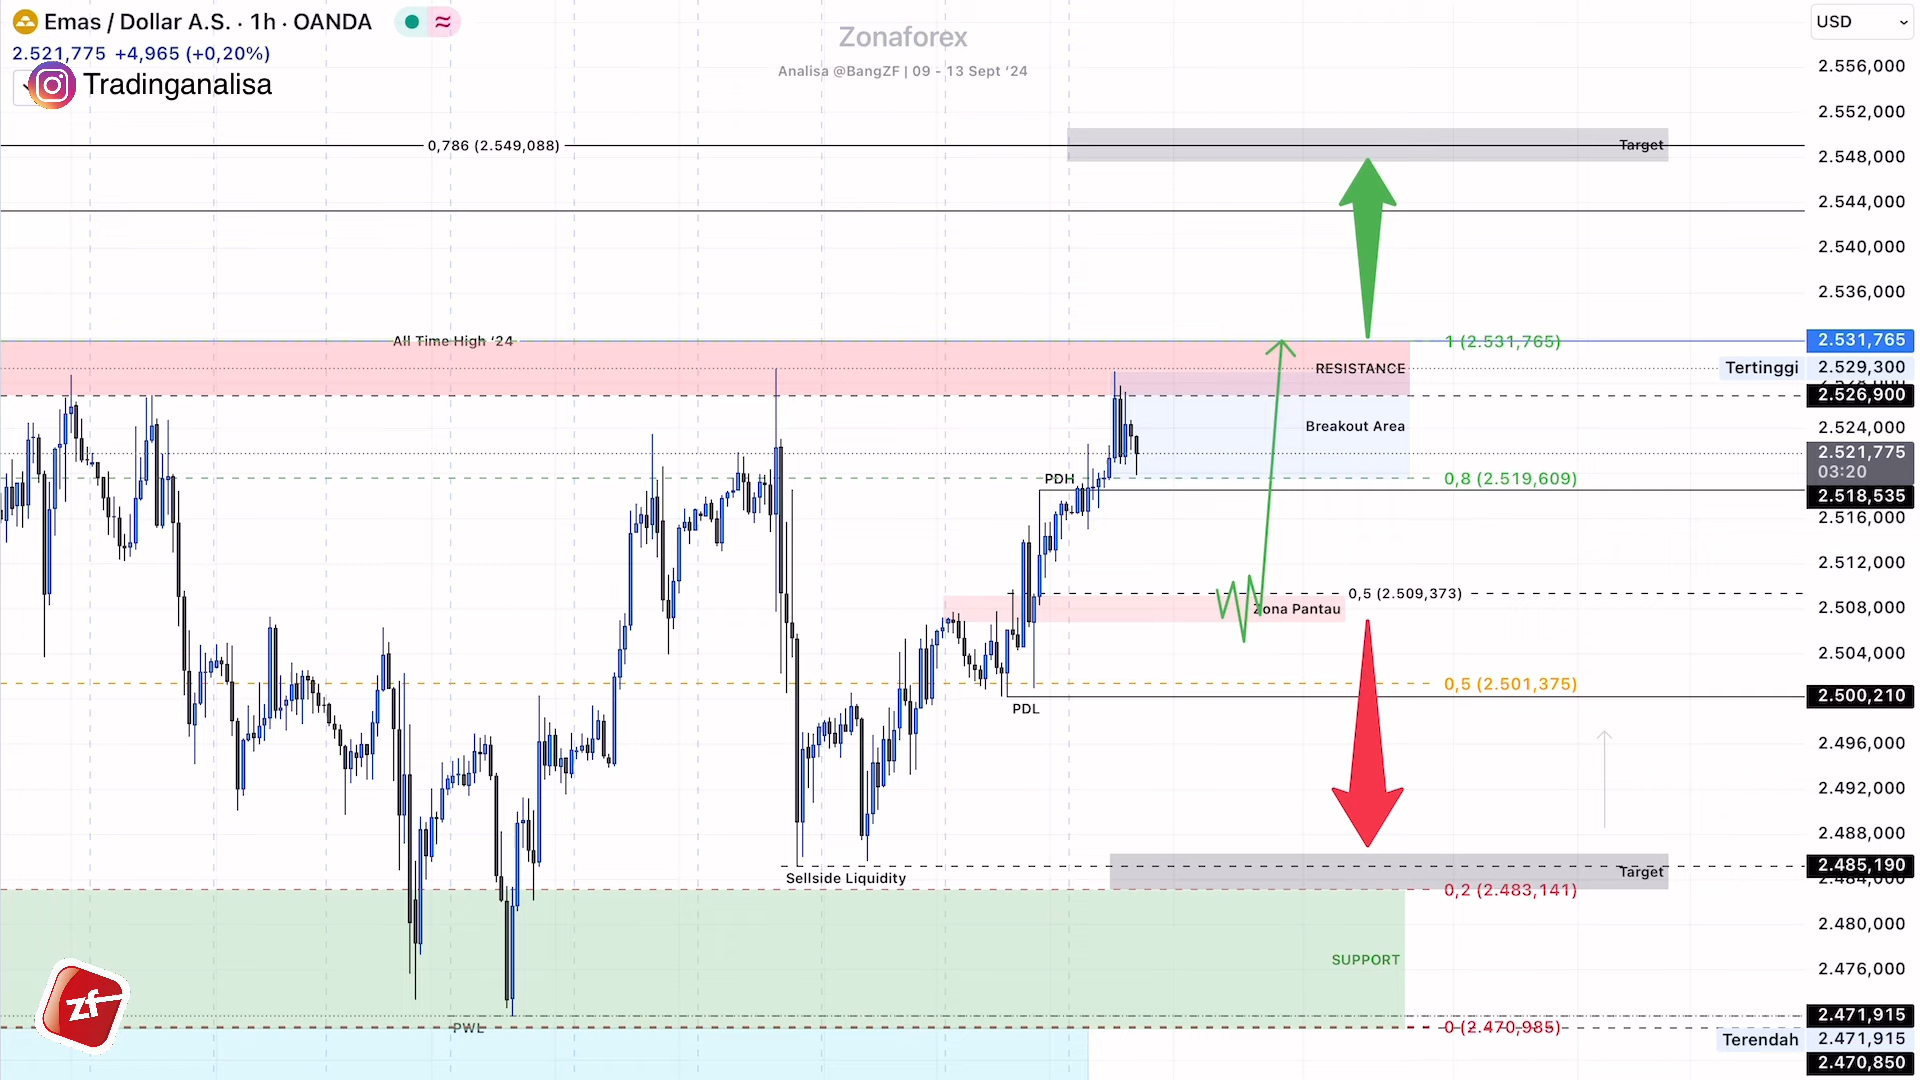 Emas / Dollar A.S. · 1h · OANDA
2.521,775 +4,965 (+0,20%)
Tradinganalisa
Zonaforex
Analisa @BangZF | 09 - 13 Sept ‘24
USD
2.556,000
2.552,000
0,786 (2.549,088)
Target
2.548,000
2.544,000
2.540,000
2.536,000
All Time High ‘24
1 (2.531,765)
2.531,765
RESISTANCE
Tertinggi
2.529,300
2.528,000
2.526,900
Breakout Area
2.524,000
2.521,775
03:20
PDH
0,8 (2.519,609)
2.518,535
2.516,000
2.512,000
0,5 (2.509,373)
Zona Pantau
2.508,000
2.504,000
0,5 (2.501,375)
2.500,210
PDL
2.496,000
2.492,000
2.488,000
2.485,190
Target
Sellside Liquidity
2.484,000
0,2 (2.483,141)
2.480,000
SUPPORT
2.476,000
zf
2.471,915
PWL
0 (2.470,985)
Terendah
2.471,915
2.470,850